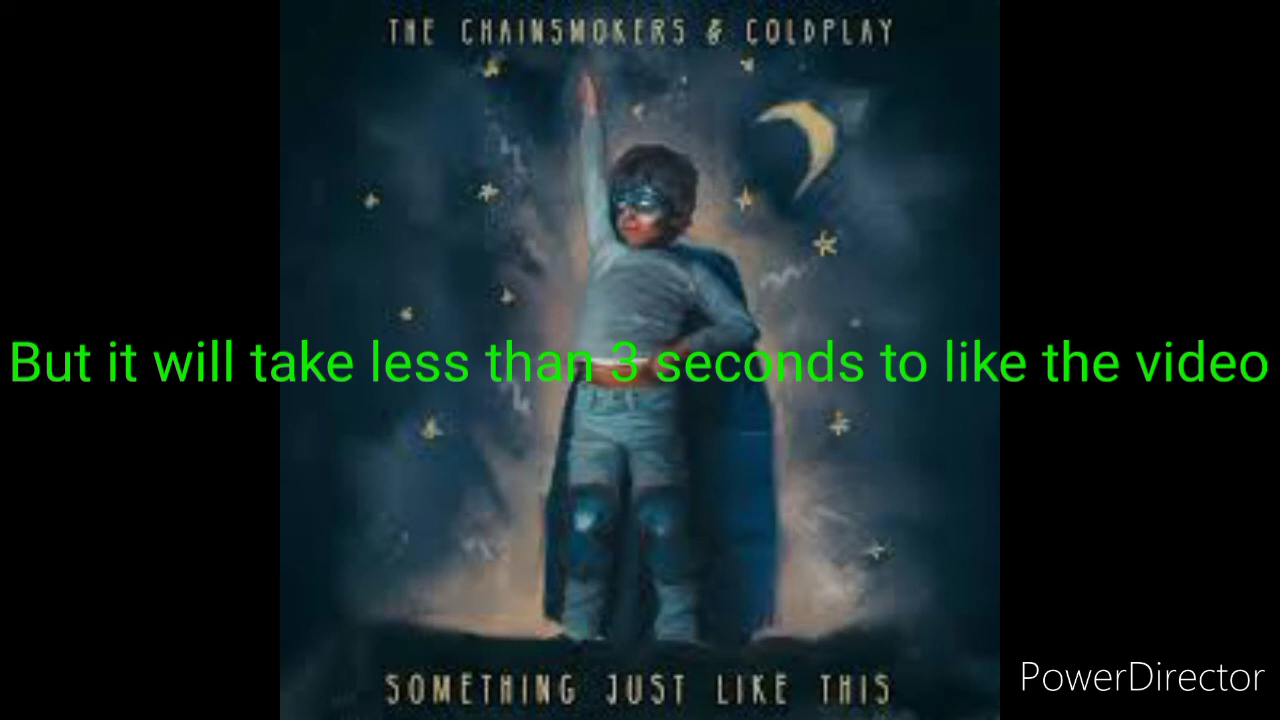 THE CHAINSMOKERS & COLDPLAY
But it will take less than 3 seconds to like the video
PowerDirector
SOMETHING JUST LIKE THIS